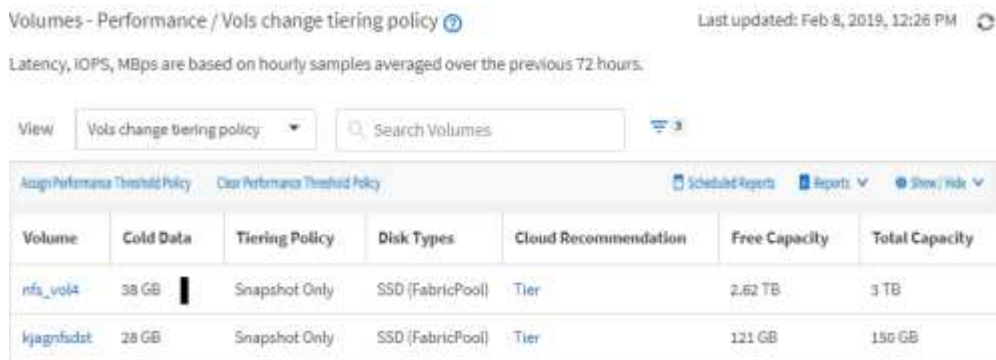 Volumes - Performance / Vols change tiering policy ?
Last updated: Feb 8, 2019, 12:26 PM
Latency, IOPS, MBps are based on hourly samples averaged over the previous 72 hours.
View Vols change tiering policy Search Volumes 3
Assign Performance Threshold Policy Clear Performance Threshold Policy Scheduled Reports Reports Show / Hide
Volume Cold Data Tiering Policy Disk Types Cloud Recommendation Free Capacity Total Capacity
nfs_vol4 38 GB Snapshot Only SSD (FabricPool) Tier 2.62 TB 3 TB
kjagnfsdst 28 GB Snapshot Only SSD (FabricPool) Tier 121 GB 150 GB